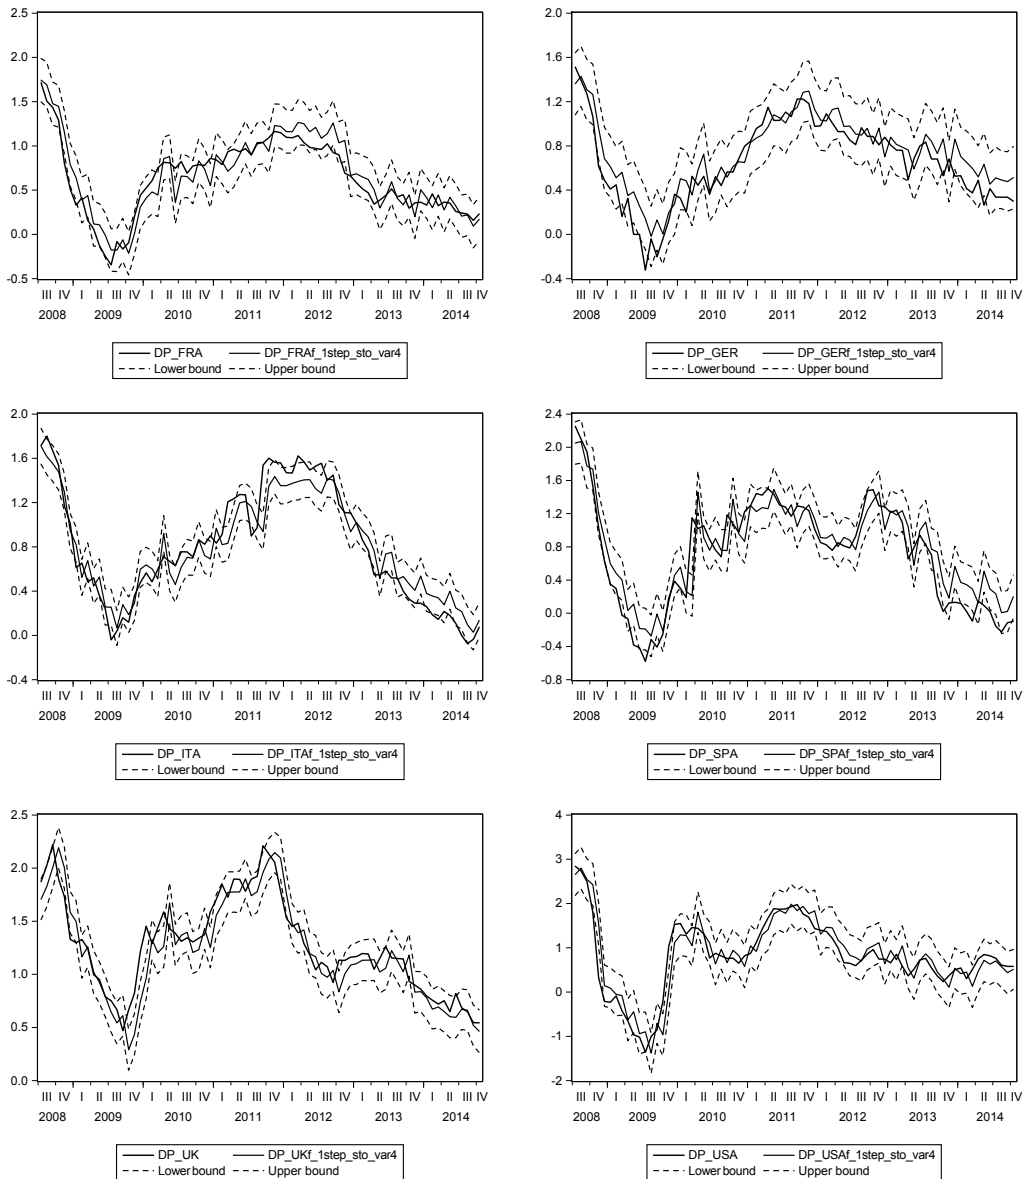 2.5
2.0
1.5
1.0
0.5
0.0
-0.5
III IV I II III IV I II III IV I II III IV I II III IV I II III IV I II III IV
2008 2009 2010 2011 2012 2013 2014
DP_FRA DP_FRAf_1step_sto_var4
Lower bound Upper bound
2.0
1.6
1.2
0.8
0.4
0.0
-0.4
III IV I II III IV I II III IV I II III IV I II III IV I II III IV I II III IV
2008 2009 2010 2011 2012 2013 2014
DP_GER DP_GERf_1step_sto_var4
Lower bound Upper bound
2.0
1.6
1.2
0.8
0.4
0.0
-0.4
III IV I II III IV I II III IV I II III IV I II III IV I II III IV I II III IV
2008 2009 2010 2011 2012 2013 2014
DP_ITA DP_ITAf_1step_sto_var4
Lower bound Upper bound
2.4
2.0
1.6
1.2
0.8
0.4
0.0
-0.4
-0.8
III IV I II III IV I II III IV I II III IV I II III IV I II III IV I II III IV
2008 2009 2010 2011 2012 2013 2014
DP_SPA DP_SPAf_1step_sto_var4
Lower bound Upper bound
2.5
2.0
1.5
1.0
0.5
0.0
III IV I II III IV I II III IV I II III IV I II III IV I II III IV I II III IV
2008 2009 2010 2011 2012 2013 2014
DP_UK DP_UKf_1step_sto_var4
Lower bound Upper bound
4
3
2
1
0
-1
-2
III IV I II III IV I II III IV I II III IV I II III IV I II III IV I II III IV
2008 2009 2010 2011 2012 2013 2014
DP_USA DP_USAf_1step_sto_var4
Lower bound Upper bound